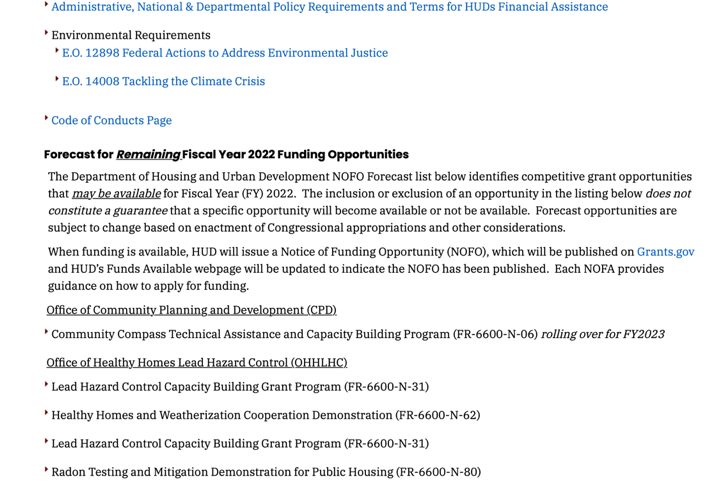 Administrative, National & Departmental Policy Requirements and Terms for HUDs Financial Assistance
Environmental Requirements
E.O. 12898 Federal Actions to Address Environmental Justice
E.O. 14008 Tackling the Climate Crisis
Code of Conducts Page
Forecast for Remaining Fiscal Year 2022 Funding Opportunities
The Department of Housing and Urban Development NOFO Forecast list below identifies competitive grant opportunities
that may be available for Fiscal Year (FY) 2022. The inclusion or exclusion of an opportunity in the listing below does not
constitute a guarantee that a specific opportunity will become available or not be available. Forecast opportunities are
subject to change based on enactment of Congressional appropriations and other considerations.
When funding is available, HUD will issue a Notice of Funding Opportunity (NOFO), which will be published on Grants.gov
and HUD's Funds Available webpage will be updated to indicate the NOFO has been published. Each NOFA provides
guidance on how to apply for funding.
Office of Community Planning and Development (CPD)
Community Compass Technical Assistance and Capacity Building Program (FR-6600-N-06) rolling over for FY2023
Office of Healthy Homes Lead Hazard Control (OHHLHC)
Lead Hazard Control Capacity Building Grant Program (FR-6600-N-31)
Healthy Homes and Weatherization Cooperation Demonstration (FR-6600-N-62)
Lead Hazard Control Capacity Building Grant Program (FR-6600-N-31)
Radon Testing and Mitigation Demonstration for Public Housing (FR-6600-N-80)